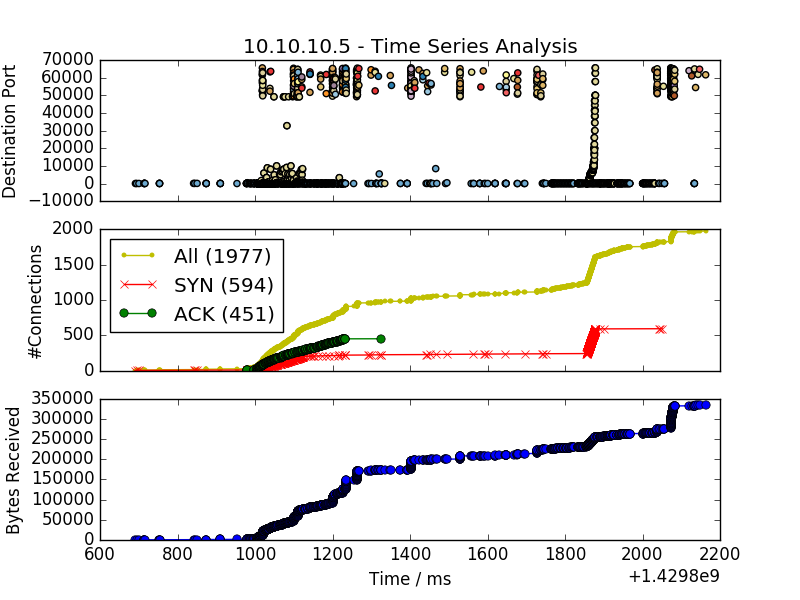 10.10.10.5 - Time Series Analysis
70000
60000
50000
40000
30000
20000
10000
0
−10000
Destination Port
2000
1500
1000
500
0
#Connections
All (1977)
SYN (594)
ACK (451)
350000
300000
250000
200000
150000
100000
50000
0
Bytes Received
600 800 1000 1200 1400 1600 1800 2000 2200
Time / ms
+1.4298e9